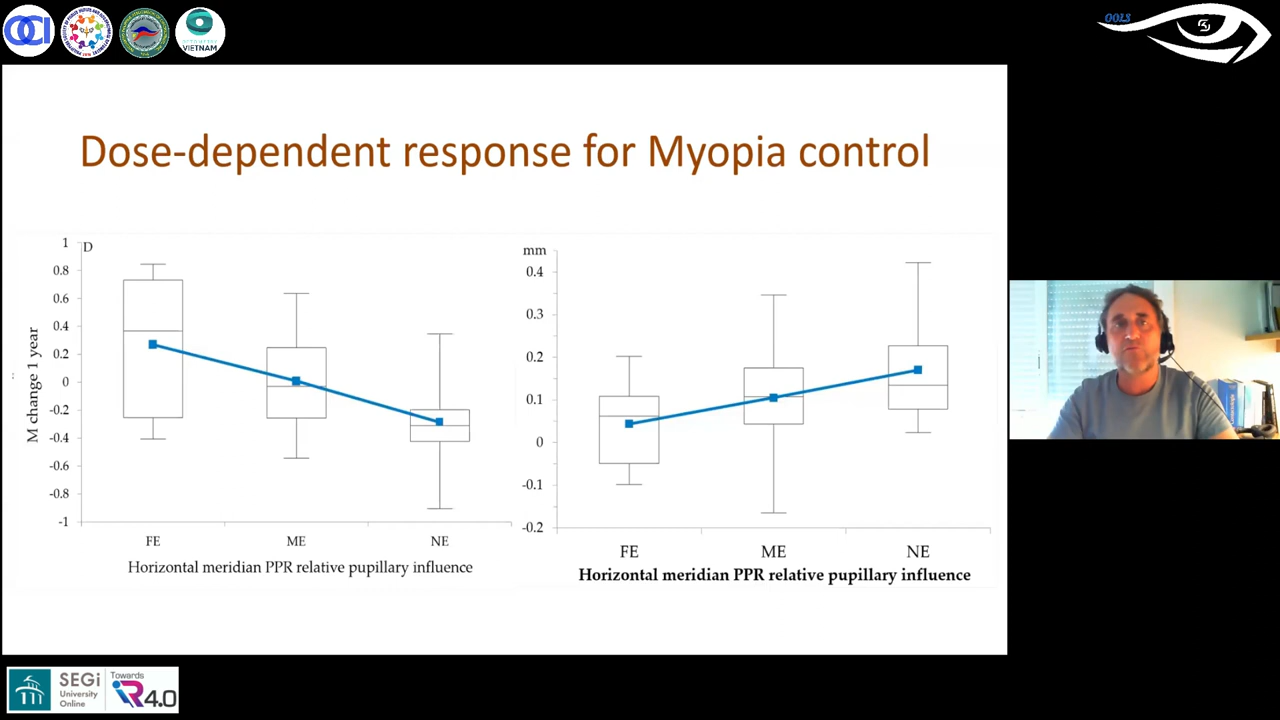 OCI
VIETNAM
OOLS
Dose-dependent response for Myopia control
1
D
0.8
0.6
0.4
0.2
0
-0.2
-0.4
-0.6
-0.8
-1
M change 1 year
FE
ME
NE
Horizontal meridian PPR relative pupillary influence
mm
0.4
0.3
0.2
0.1
0
-0.1
-0.2
FE
ME
NE
Horizontal meridian PPR relative pupillary influence
SEGi
University
Online
Towards
iR4.0